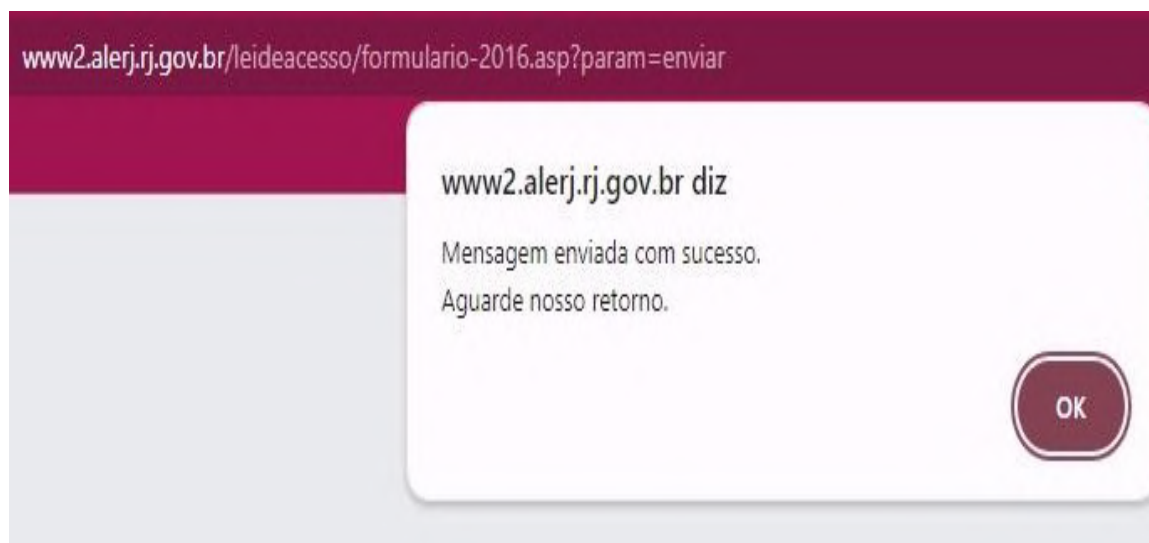 www2.alerj.rj.gov.br/leideacesso/formulario-2016.asp?param=enviar
www2.alerj.rj.gov.br diz
Mensagem enviada com sucesso.
Aguarde nosso retorno.
OK